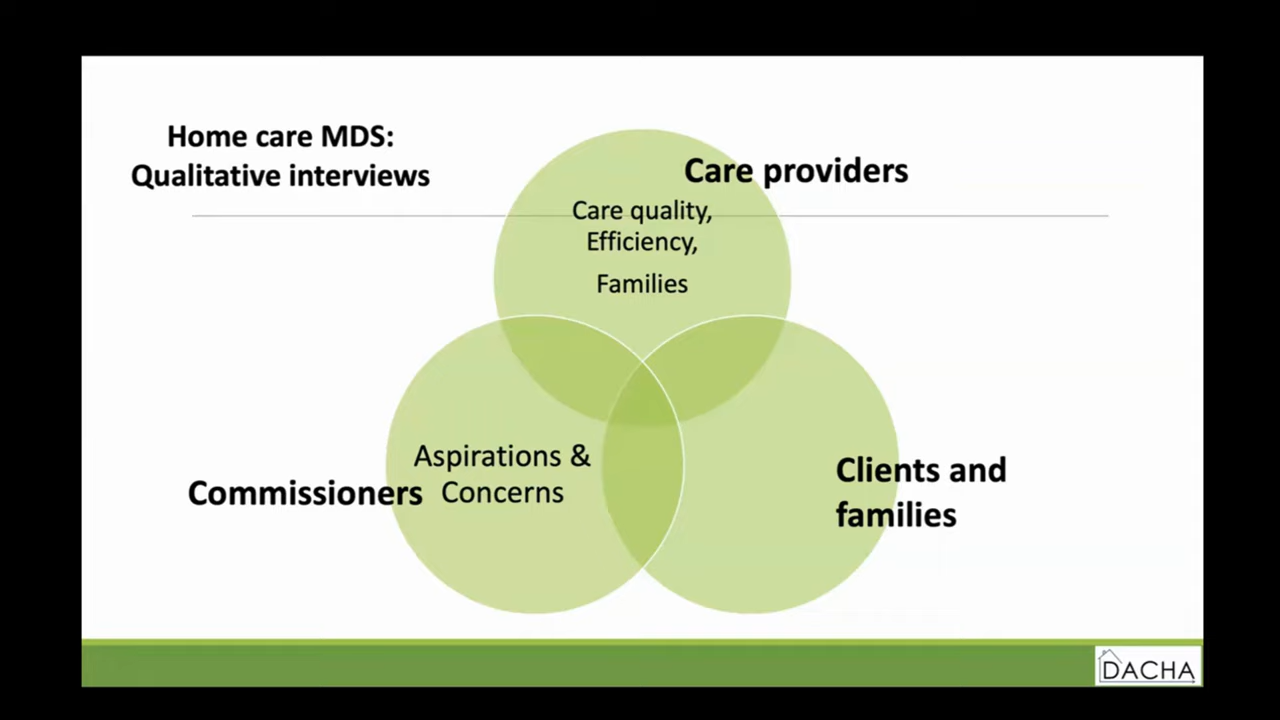 Home care MDS:
Qualitative interviews
Care providers
Care quality,
Efficiency,
Families
Aspirations &
Concerns
Commissioners
Clients and
families
DACHA